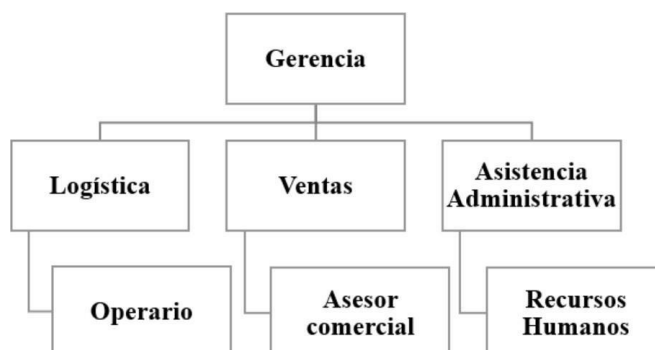 Gerencia
Logística
Ventas
Asistencia
Administrativa
Operario
Asesor
comercial
Recursos
Humanos